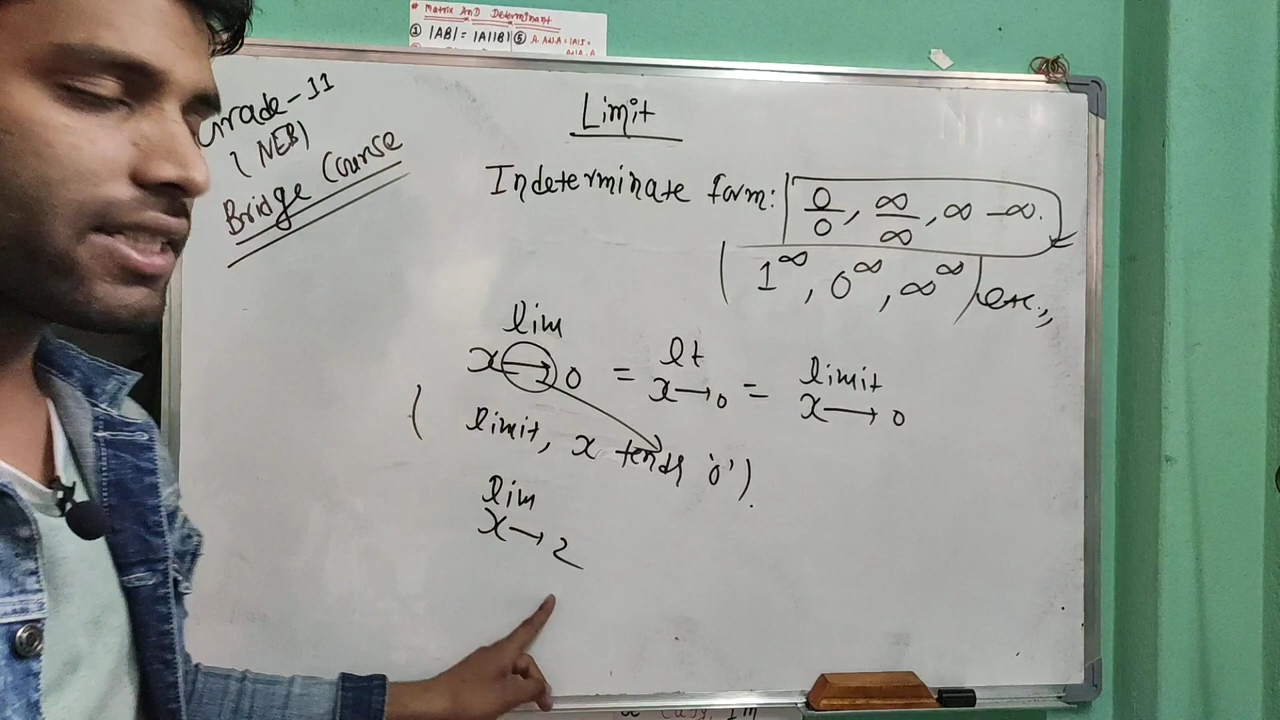 # Matrix And Determinant
① |AB| = |A||B| ⑤ A. Adj.A = |A|I =
Adj A . A
Grade-11
(NEB)
Bridge Course
Limit
Indeterminate form: 0/0, ∞/∞, ∞ - ∞.
( 1^∞, 0^∞, ∞^∞ ) etc.,
lim x→0 = lt x→0 = limit x→0
( limit, x tends '0' ).
lim
x→2